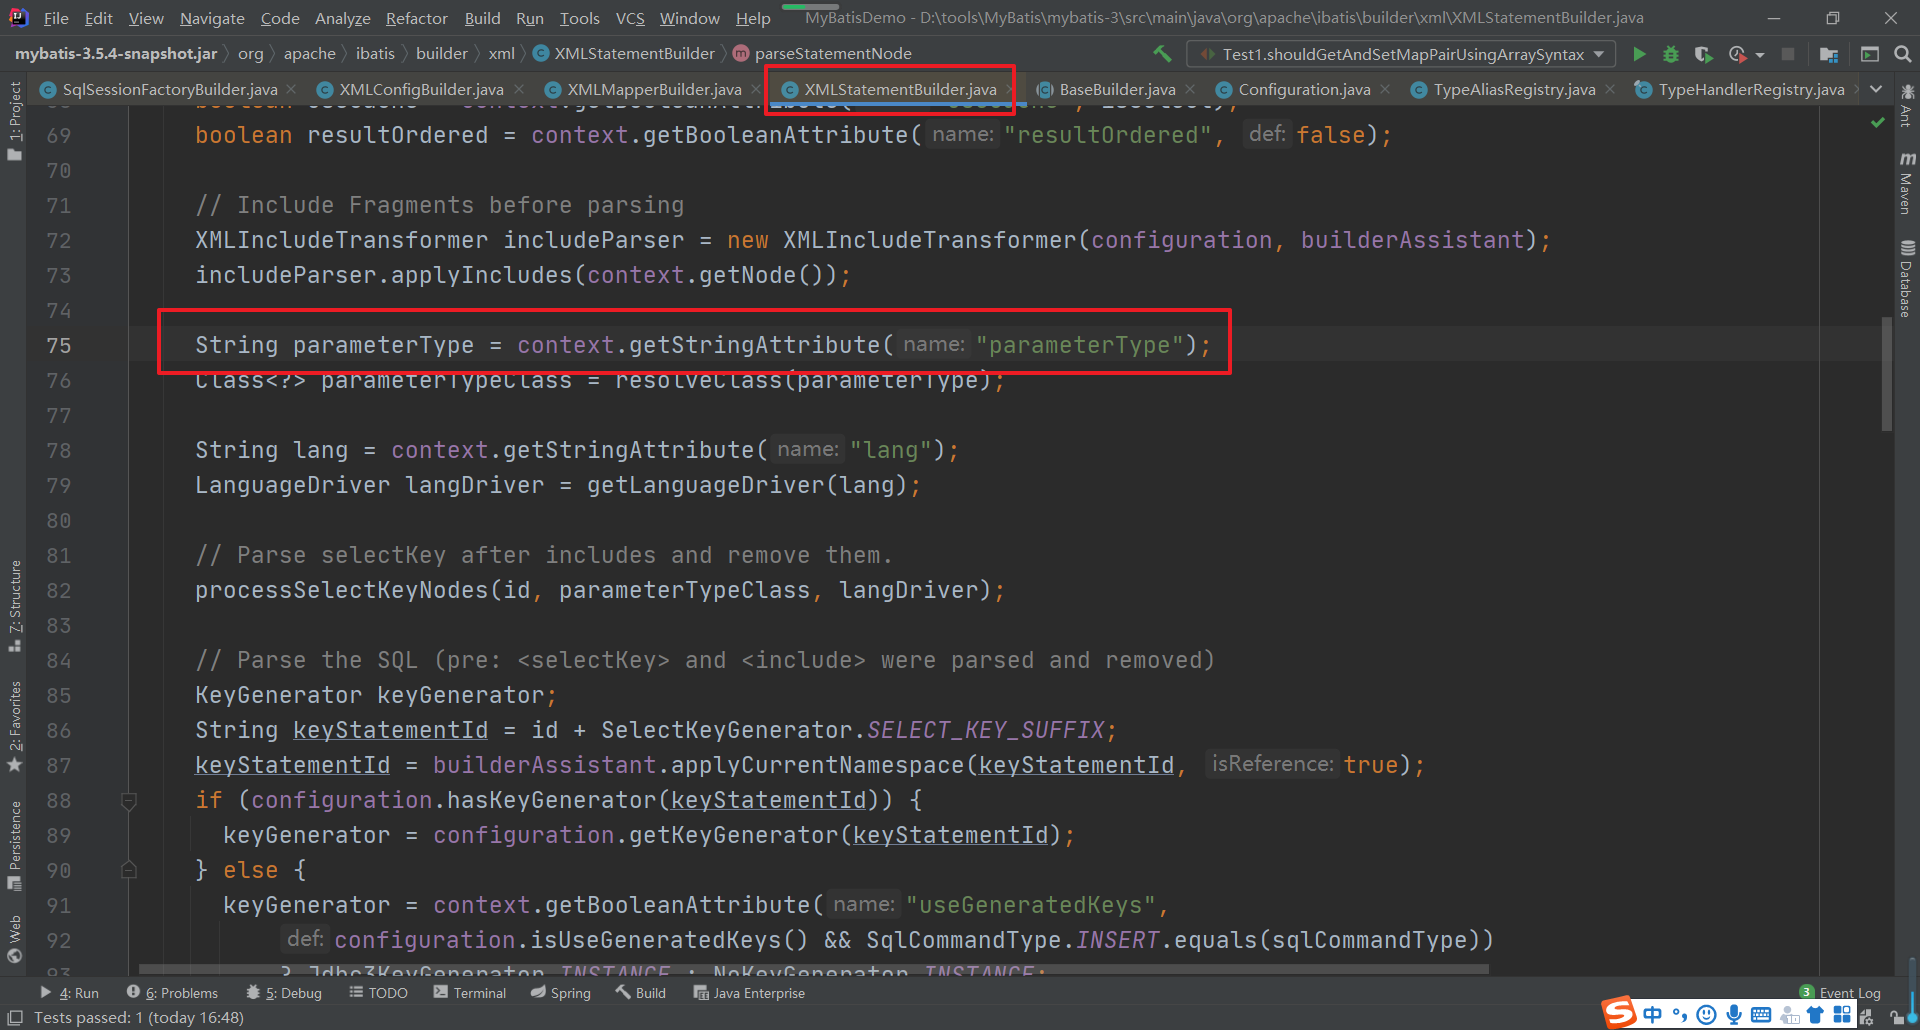 File Edit View Navigate Code Analyze Refactor Build Run Tools VCS Window Help MyBatisDemo - D:\tools\MyBatis\mybatis-3\src\main\java\org\apache\ibatis\builder\xml\XMLStatementBuilder.java
mybatis-3.5.4-snapshot.jar org apache ibatis builder xml XMLStatementBuilder parseStatementNode Test1.shouldGetAndSetMapPairUsingArraySyntax
SqlSessionFactoryBuilder.java XMLConfigBuilder.java XMLMapperBuilder.java XMLStatementBuilder.java BaseBuilder.java Configuration.java TypeAliasRegistry.java TypeHandlerRegistry.java
69 boolean resultOrdered = context.getBooleanAttribute( name: "resultOrdered", def: false);
70
71 // Include Fragments before parsing
72 XMLIncludeTransformer includeParser = new XMLIncludeTransformer(configuration, builderAssistant);
73 includeParser.applyIncludes(context.getNode());
74
75 String parameterType = context.getStringAttribute( name: "parameterType");
76 Class<?> parameterTypeClass = resolveClass(parameterType);
77
78 String lang = context.getStringAttribute( name: "lang");
79 LanguageDriver langDriver = getLanguageDriver(lang);
80
81 // Parse selectKey after includes and remove them.
82 processSelectKeyNodes(id, parameterTypeClass, langDriver);
83
84 // Parse the SQL (pre: <selectKey> and <include> were parsed and removed)
85 KeyGenerator keyGenerator;
86 String keyStatementId = id + SelectKeyGenerator.SELECT_KEY_SUFFIX;
87 keyStatementId = builderAssistant.applyCurrentNamespace(keyStatementId, isReference: true);
88 if (configuration.hasKeyGenerator(keyStatementId)) {
89 keyGenerator = configuration.getKeyGenerator(keyStatementId);
90 } else {
91 keyGenerator = context.getBooleanAttribute( name: "useGeneratedKeys",
92 def: configuration.isUseGeneratedKeys() && SqlCommandType.INSERT.equals(sqlCommandType))
93 ? Jdbc3KeyGenerator.INSTANCE : NoKeyGenerator.INSTANCE;
1: Project
7: Structure
2: Favorites
Persistence
Web
Ant
Maven
Database
4: Run 6: Problems 5: Debug TODO Terminal Spring Build Java Enterprise 3 Event Log
Tests passed: 1 (today 16:48)
中